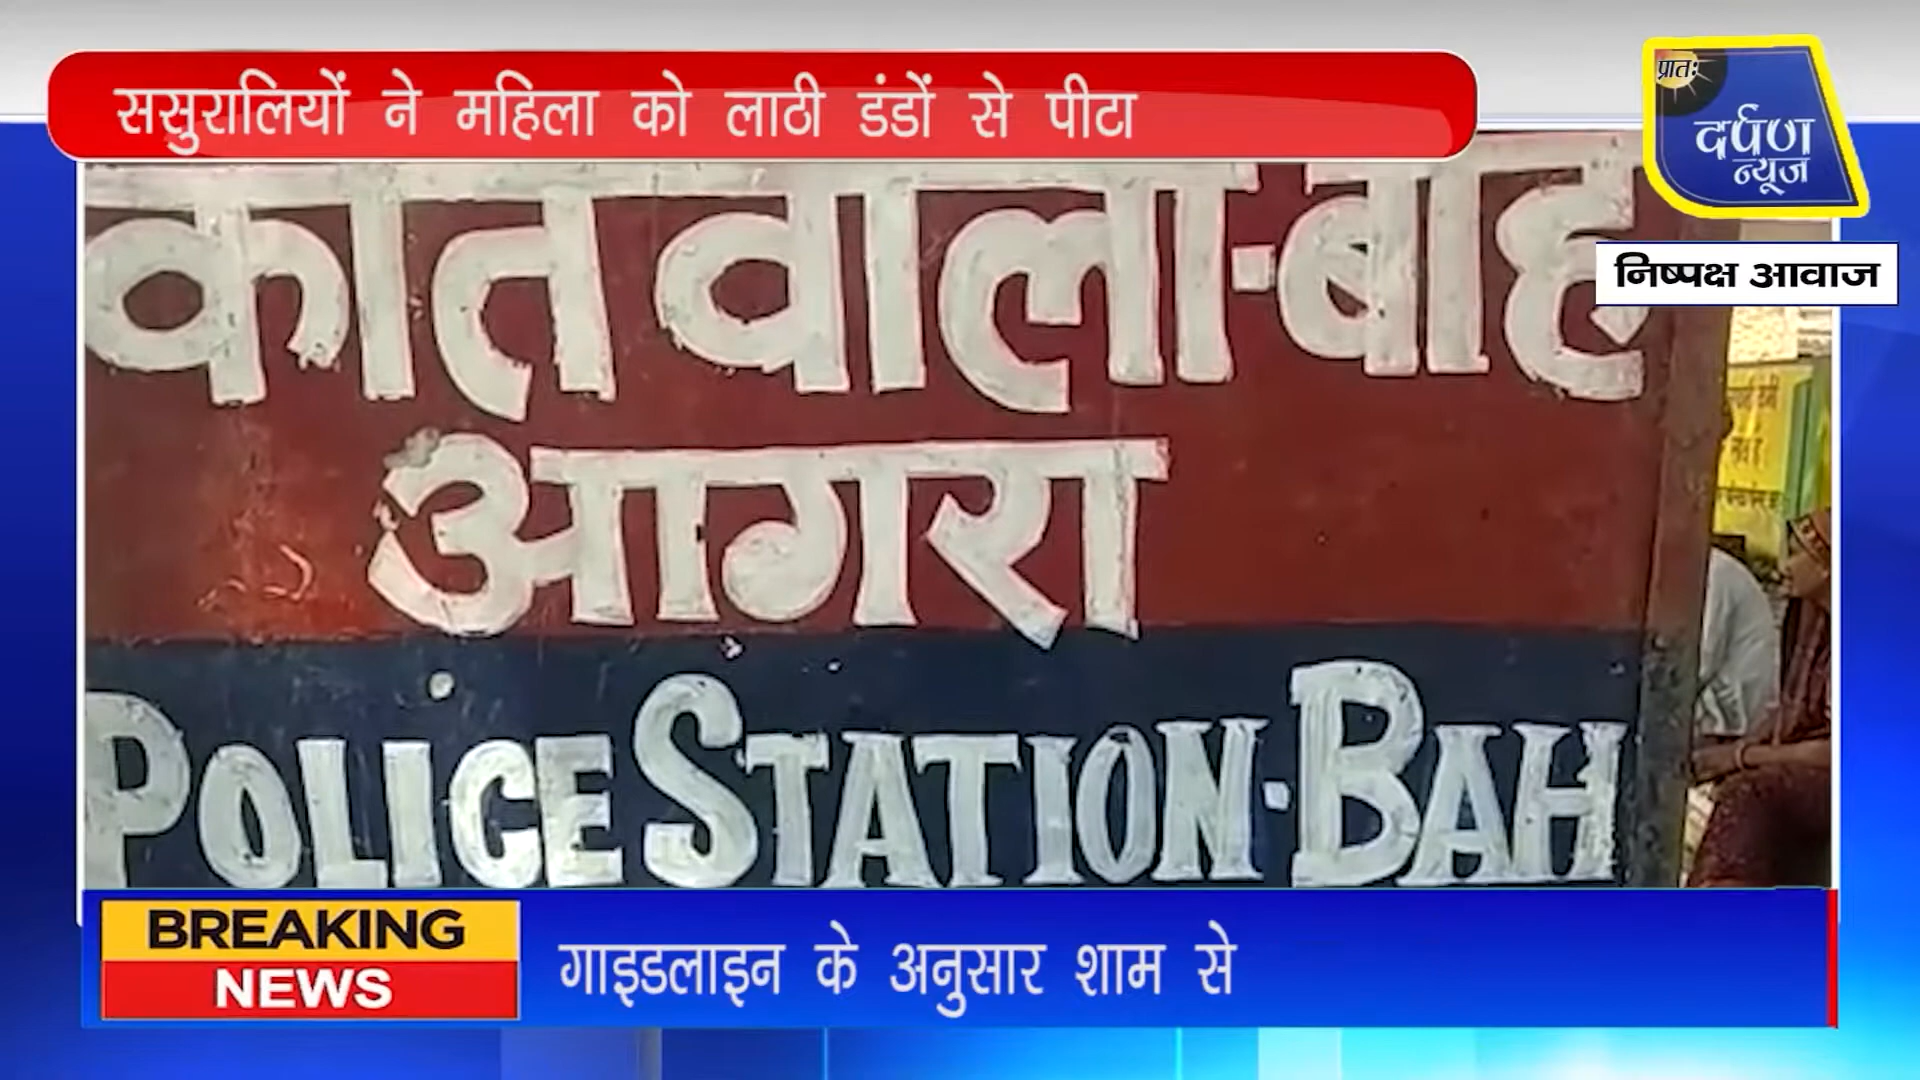 ससुरालियों ने महिला को लाठी डंडों से पीटा
प्रातः
दर्पण
न्यूज
निष्पक्ष आवाज
कातवाला-बाह
आगरा
POLICE STATION-BAH
BREAKING
NEWS
गाइडलाइन के अनुसार शाम से